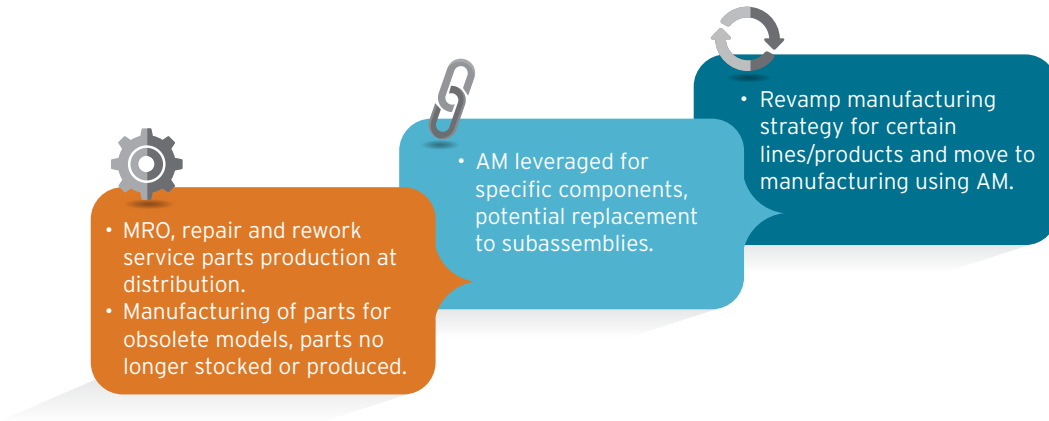 • MRO, repair and rework
service parts production at
distribution.
• Manufacturing of parts for
obsolete models, parts no
longer stocked or produced.
• AM leveraged for
specific components,
potential replacement
to subassemblies.
• Revamp manufacturing
strategy for certain
lines/products and move to
manufacturing using AM.